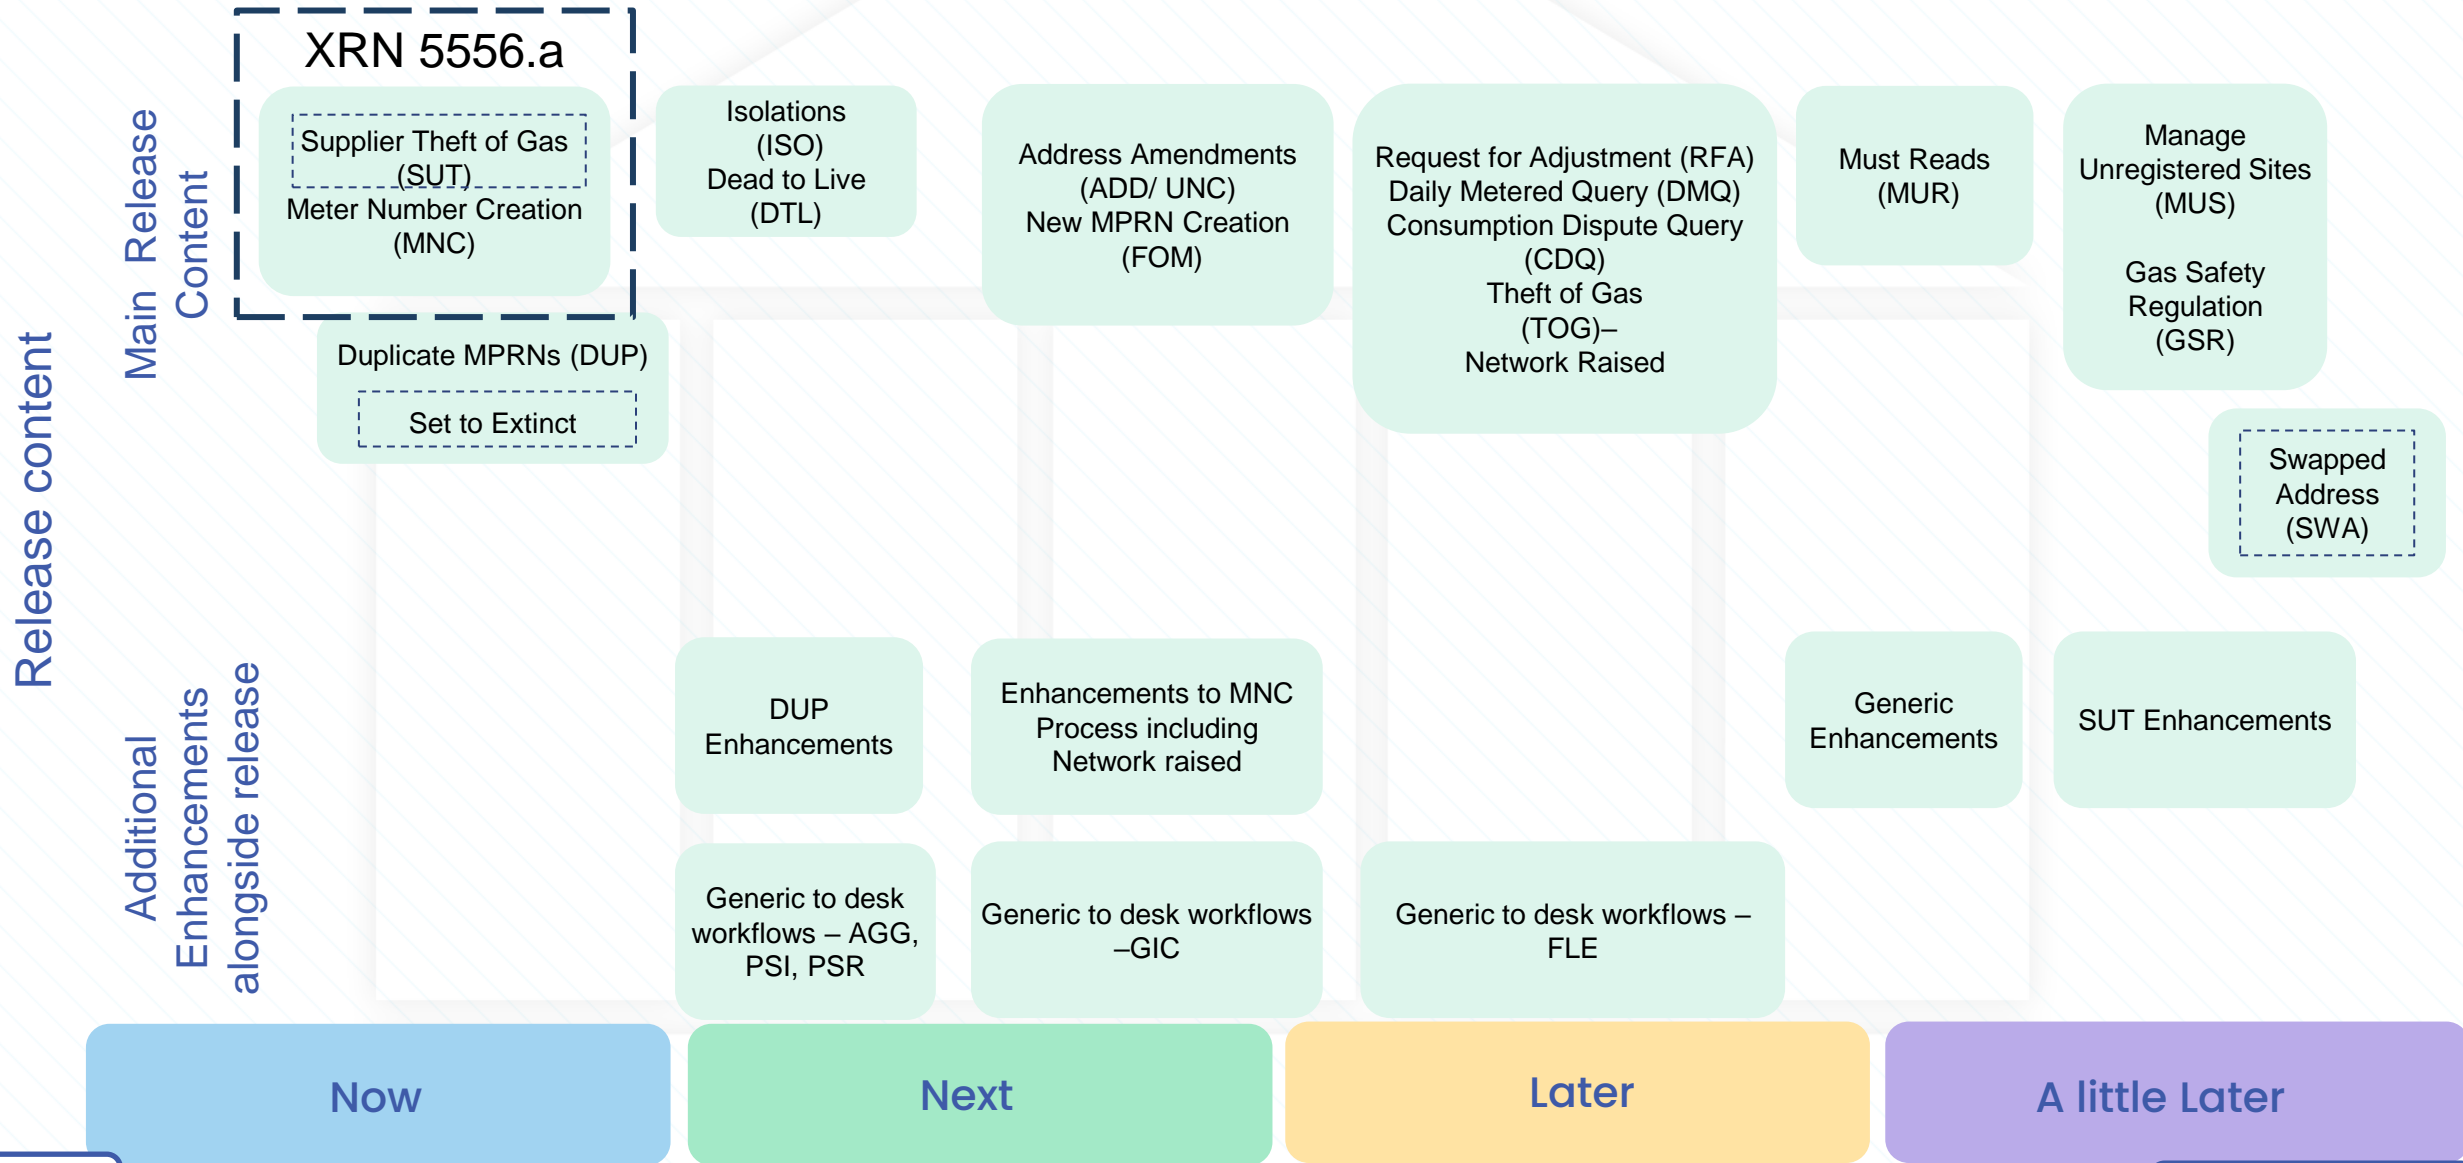 Release content
Main Release
Content
XRN 5556.a
Supplier Theft of Gas
(SUT)
Meter Number Creation
(MNC)
Duplicate MPRNs (DUP)
Set to Extinct
Isolations
(ISO)
Dead to Live
(DTL)
Address Amendments
(ADD/ UNC)
New MPRN Creation
(FOM)
Request for Adjustment (RFA)
Daily Metered Query (DMQ)
Consumption Dispute Query
(CDQ)
Theft of Gas
(TOG)–
Network Raised
Must Reads
(MUR)
Manage
Unregistered Sites
(MUS)
Gas Safety
Regulation
(GSR)
Swapped
Address
(SWA)
Additional
Enhancements
alongside release
DUP
Enhancements
Enhancements to MNC
Process including
Network raised
Generic
Enhancements
SUT Enhancements
Generic to desk
workflows – AGG,
PSI, PSR
Generic to desk workflows
–GIC
Generic to desk workflows –
FLE
Now
Next
Later
A little Later